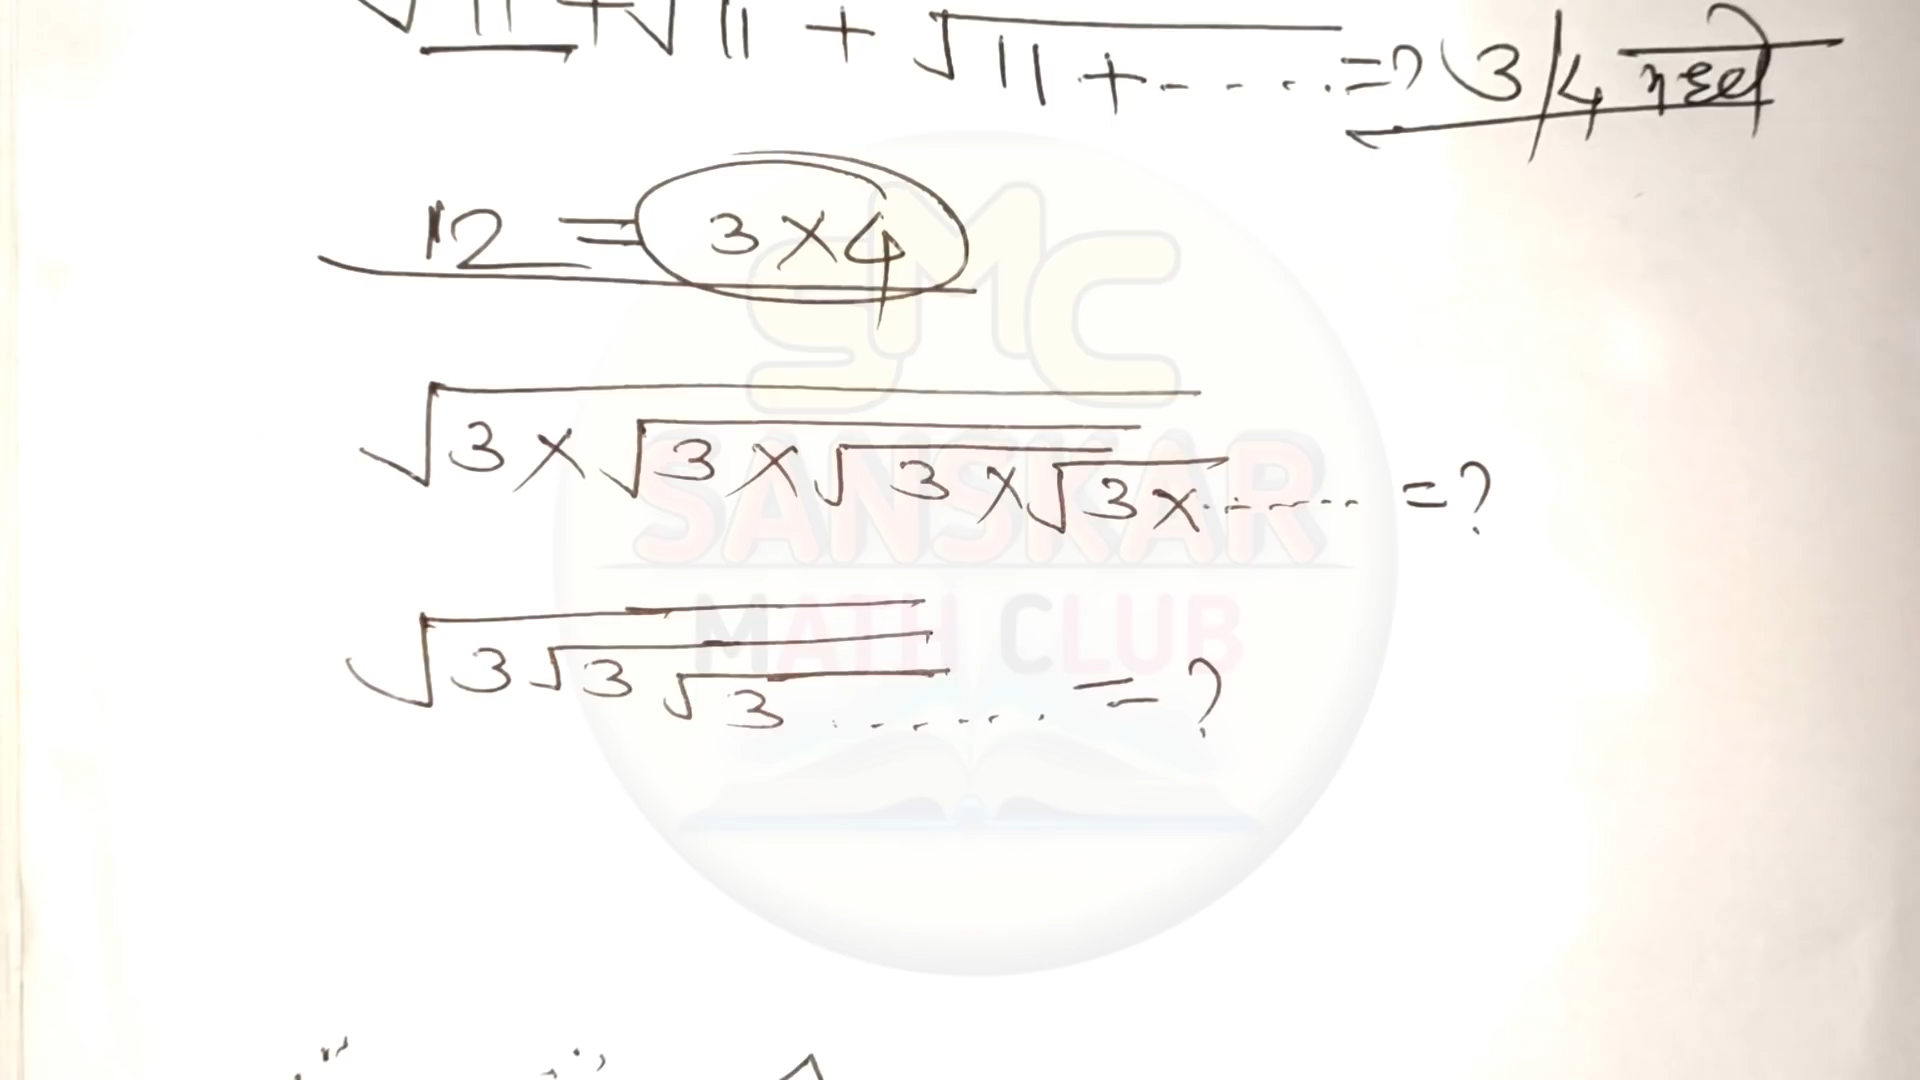 √11 + √11 + √11 + ----. = ? 3/4 नहीं
12 = 3×4
√3 × √3 × √3 × √3 × ------- = ?
√3√3√3 ....... = ?
SMC
SANSKAR
MATH CLUB